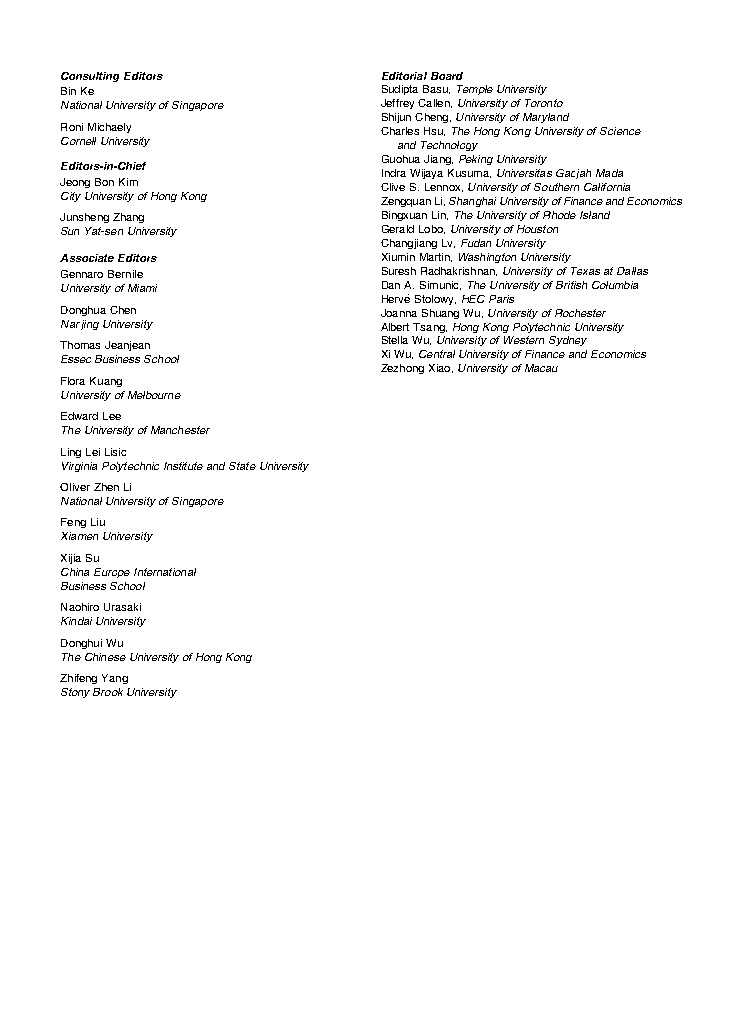 Consulting Editors
Bin Ke
National University of Singapore
Roni Michaely
Cornell University
Editors-in-Chief
Jeong Bon Kim
City University of Hong Kong
Junsheng Zhang
Sun Yat-sen University
Associate Editors
Gennaro Bernile
University of Miami
Donghua Chen
Nanjing University
Thomas Jeanjean
Essec Business School
Flora Kuang
University of Melbourne
Edward Lee
The University of Manchester
Ling Lei Lisic
Virginia Polytechnic Institute and State University
Oliver Zhen Li
National University of Singapore
Feng Liu
Xiamen University
Xijia Su
China Europe International
Business School
Naohiro Urasaki
Kindai University
Donghui Wu
The Chinese University of Hong Kong
Zhifeng Yang
Stony Brook University
Editorial Board
Sudipta Basu, Temple University
Jeffrey Callen, University of Toronto
Shijun Cheng, University of Maryland
Charles Hsu, The Hong Kong University of Science
and Technology
Guohua Jiang, Peking University
Indra Wijaya Kusuma, Universitas Gadjah Mada
Clive S. Lennox, University of Southern California
Zengquan Li, Shanghai University of Finance and Economics
Bingxuan Lin, The University of Rhode Island
Gerald Lobo, University of Houston
Changjiang Lv, Fudan University
Xiumin Martin, Washington University
Suresh Radhakrishnan, University of Texas at Dallas
Dan A. Simunic, The University of British Columbia
Hervé Stolowy, HEC Paris
Joanna Shuang Wu, University of Rochester
Albert Tsang, Hong Kong Polytechnic University
Stella Wu, University of Western Sydney
Xi Wu, Central University of Finance and Economics
Zezhong Xiao, University of Macau